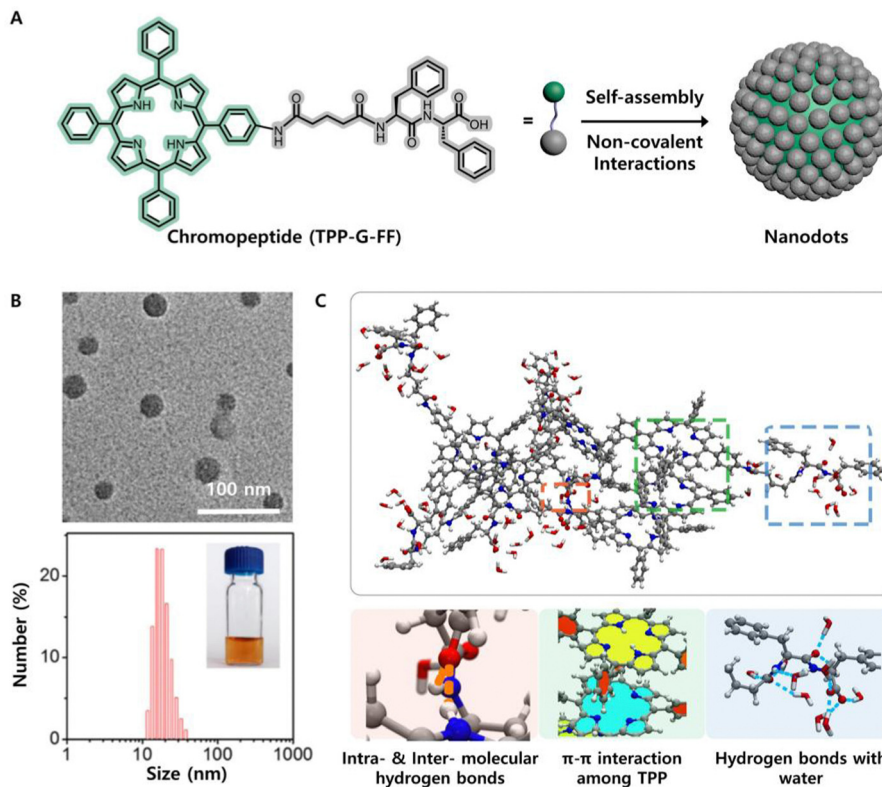 A
NH
N
N
HN
N
H
O
O
N
H
O
H
N
O
OH
=
Self-assembly
Non-covalent
Interactions
Chromopeptide (TPP-G-FF)
Nanodots
B
100 nm
Number (%)
20
10
0
1
10
100
1000
Size (nm)
C
Intra- & Inter- molecular
hydrogen bonds
π-π interaction
among TPP
Hydrogen bonds with
water